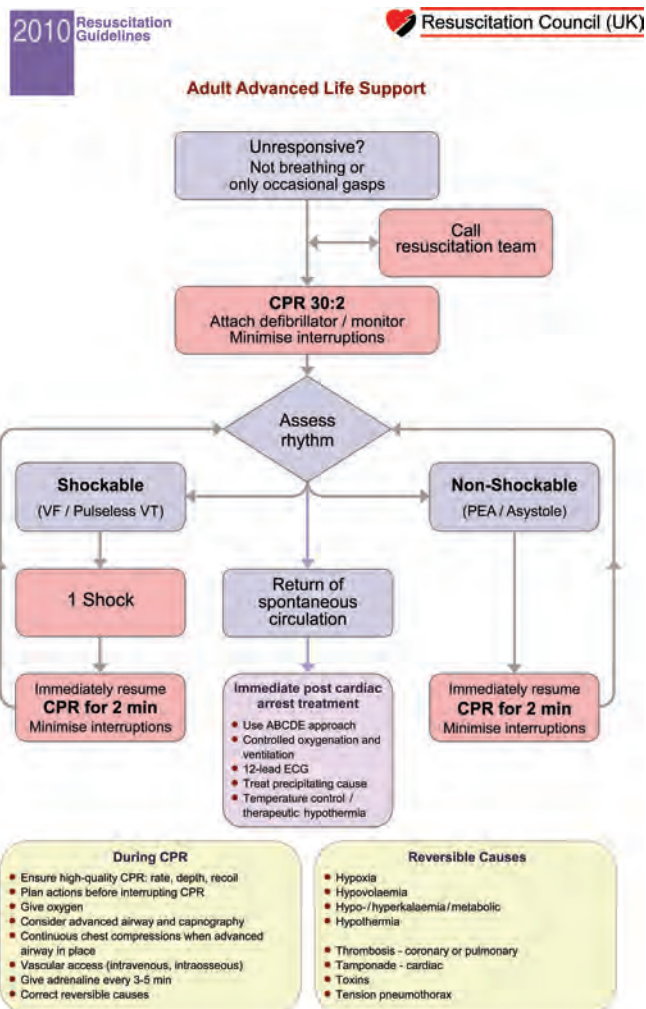 2010 Resuscitation
Guidelines
Resuscitation Council (UK)
Adult Advanced Life Support
Unresponsive?
Not breathing or
only occasional gasps
Call
resuscitation team
CPR 30:2
Attach defibrillator / monitor
Minimise interruptions
Assess
rhythm
Shockable
(VF / Pulseless VT)
Non-Shockable
(PEA / Asystole)
1 Shock
Return of
spontaneous
circulation
Immediately resume
CPR for 2 min
Minimise interruptions
Immediate post cardiac
arrest treatment
• Use ABCDE approach
• Controlled oxygenation and
ventilation
• 12-lead ECG
• Treat precipitating cause
• Temperature control /
therapeutic hypothermia
Immediately resume
CPR for 2 min
Minimise interruptions
During CPR
• Ensure high-quality CPR: rate, depth, recoil
• Plan actions before interrupting CPR
• Give oxygen
• Consider advanced airway and capnography
• Continuous chest compressions when advanced
airway in place
• Vascular access (intravenous, intraosseous)
• Give adrenaline every 3-5 min
• Correct reversible causes
Reversible Causes
• Hypoxia
• Hypovolaemia
• Hypo- / hyperkalaemia / metabolic
• Hypothermia
• Thrombosis - coronary or pulmonary
• Tamponade - cardiac
• Toxins
• Tension pneumothorax